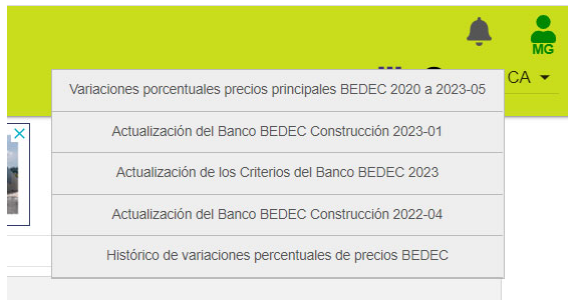 MG
CA
Variaciones porcentuales precios principales BEDEC 2020 a 2023-05
Actualización del Banco BEDEC Construcción 2023-01
Actualización de los Criterios del Banco BEDEC 2023
Actualización del Banco BEDEC Construcción 2022-04
Histórico de variaciones percentuales de precios BEDEC